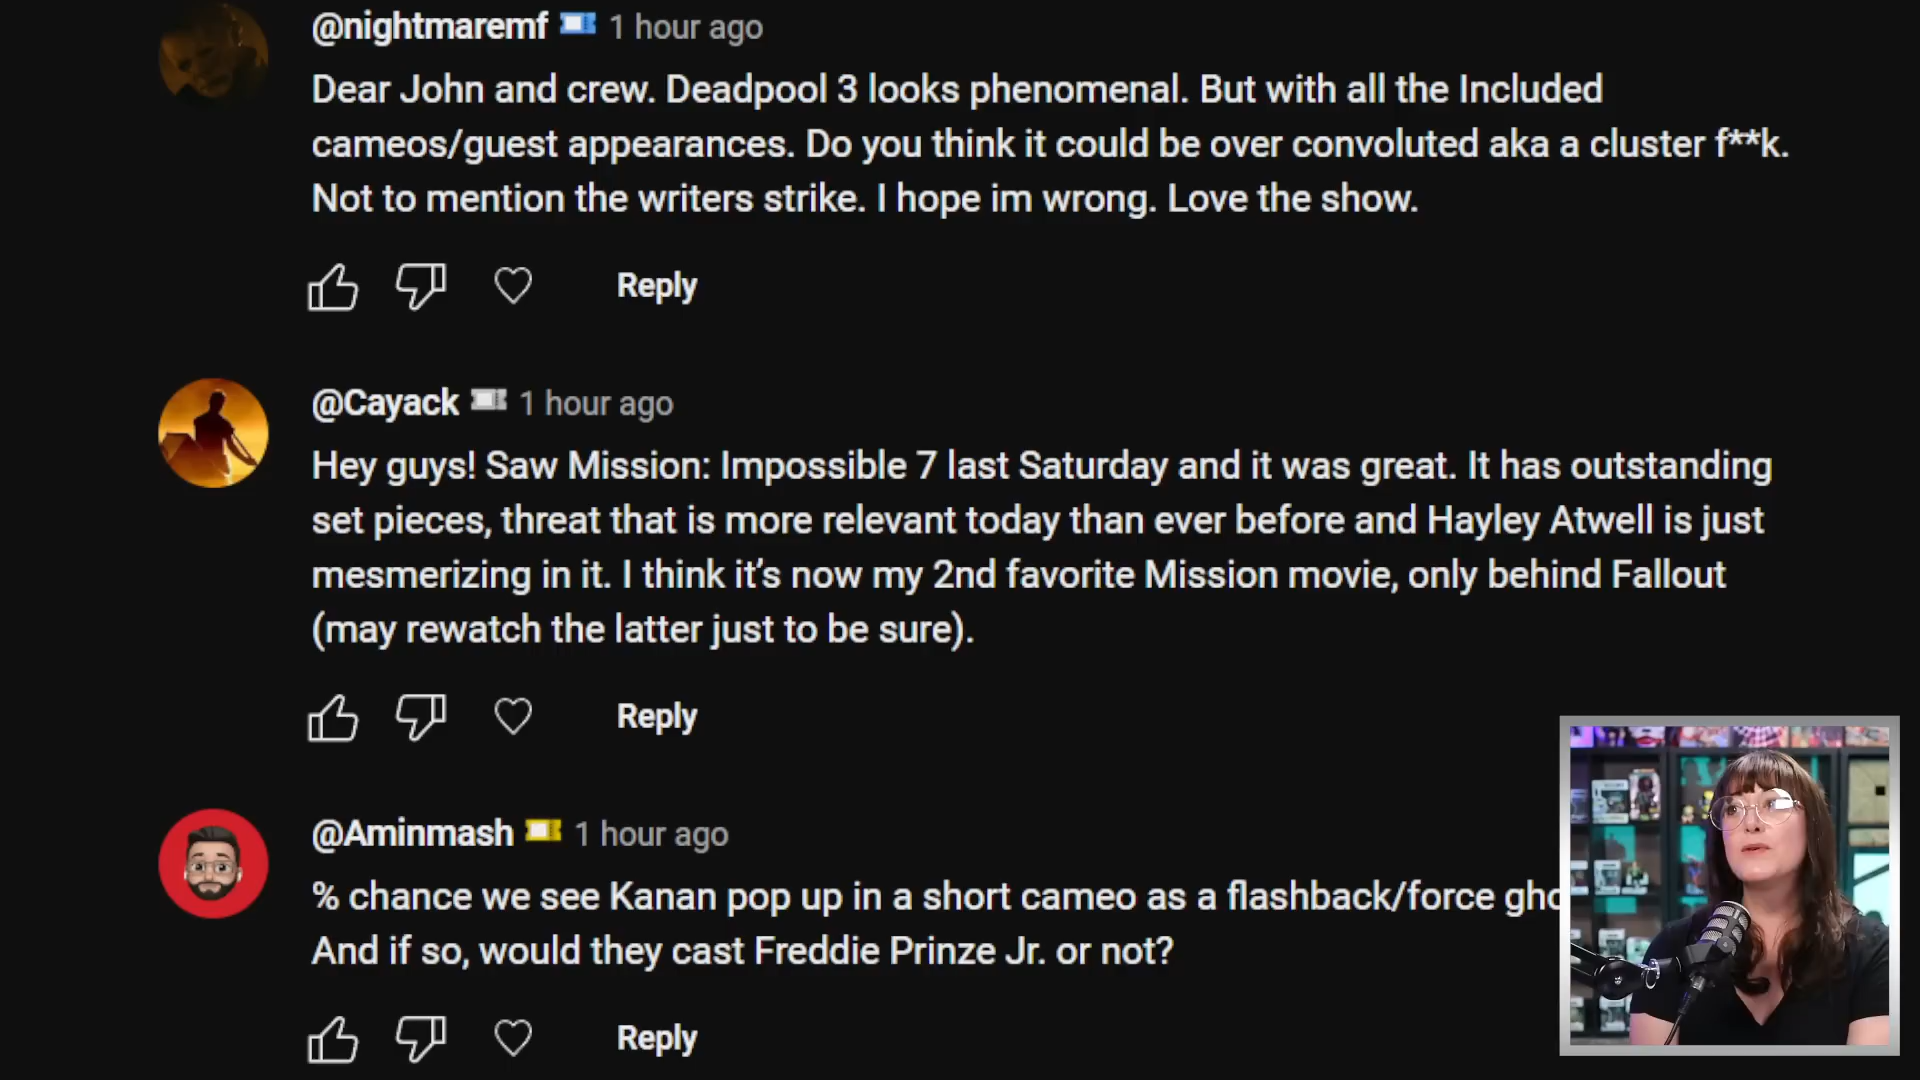 @nightmaremf 1 hour ago
Dear John and crew. Deadpool 3 looks phenomenal. But with all the Included
cameos/guest appearances. Do you think it could be over convoluted aka a cluster f**k.
Not to mention the writers strike. I hope im wrong. Love the show.
Reply
@Cayack 1 hour ago
Hey guys! Saw Mission: Impossible 7 last Saturday and it was great. It has outstanding
set pieces, threat that is more relevant today than ever before and Hayley Atwell is just
mesmerizing in it. I think it’s now my 2nd favorite Mission movie, only behind Fallout
(may rewatch the latter just to be sure).
Reply
@Aminmash 1 hour ago
% chance we see Kanan pop up in a short cameo as a flashback/force
And if so, would they cast Freddie Prinze Jr. or not?
Reply